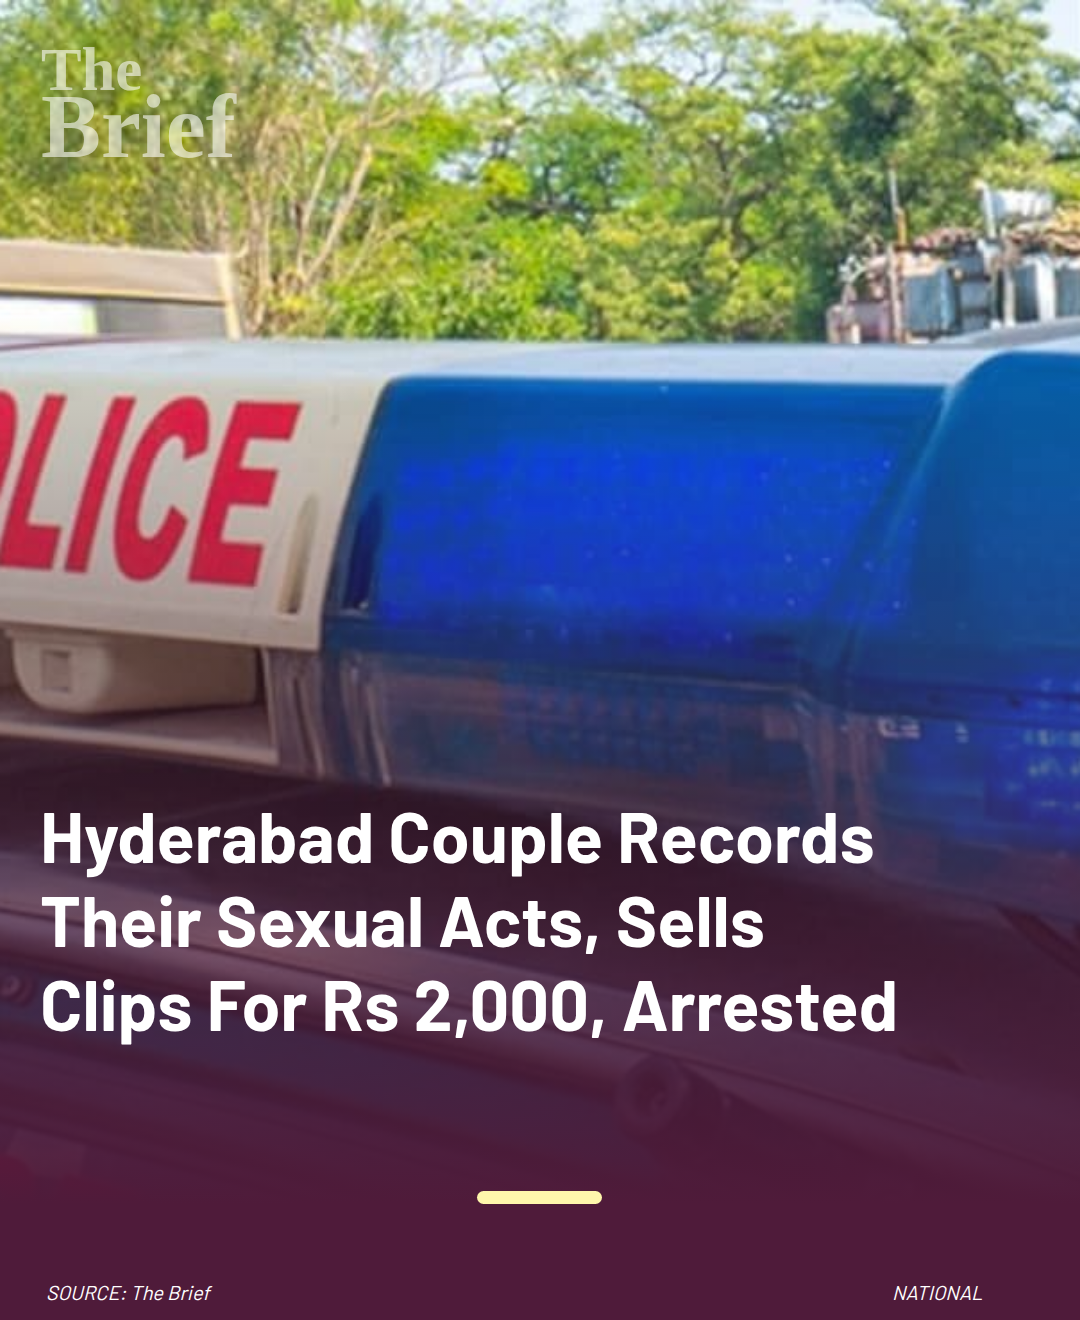 The
Brief
OLICE
Hyderabad Couple Records
Their Sexual Acts, Sells
Clips For Rs 2,000, Arrested
SOURCE: The Brief
NATIONAL